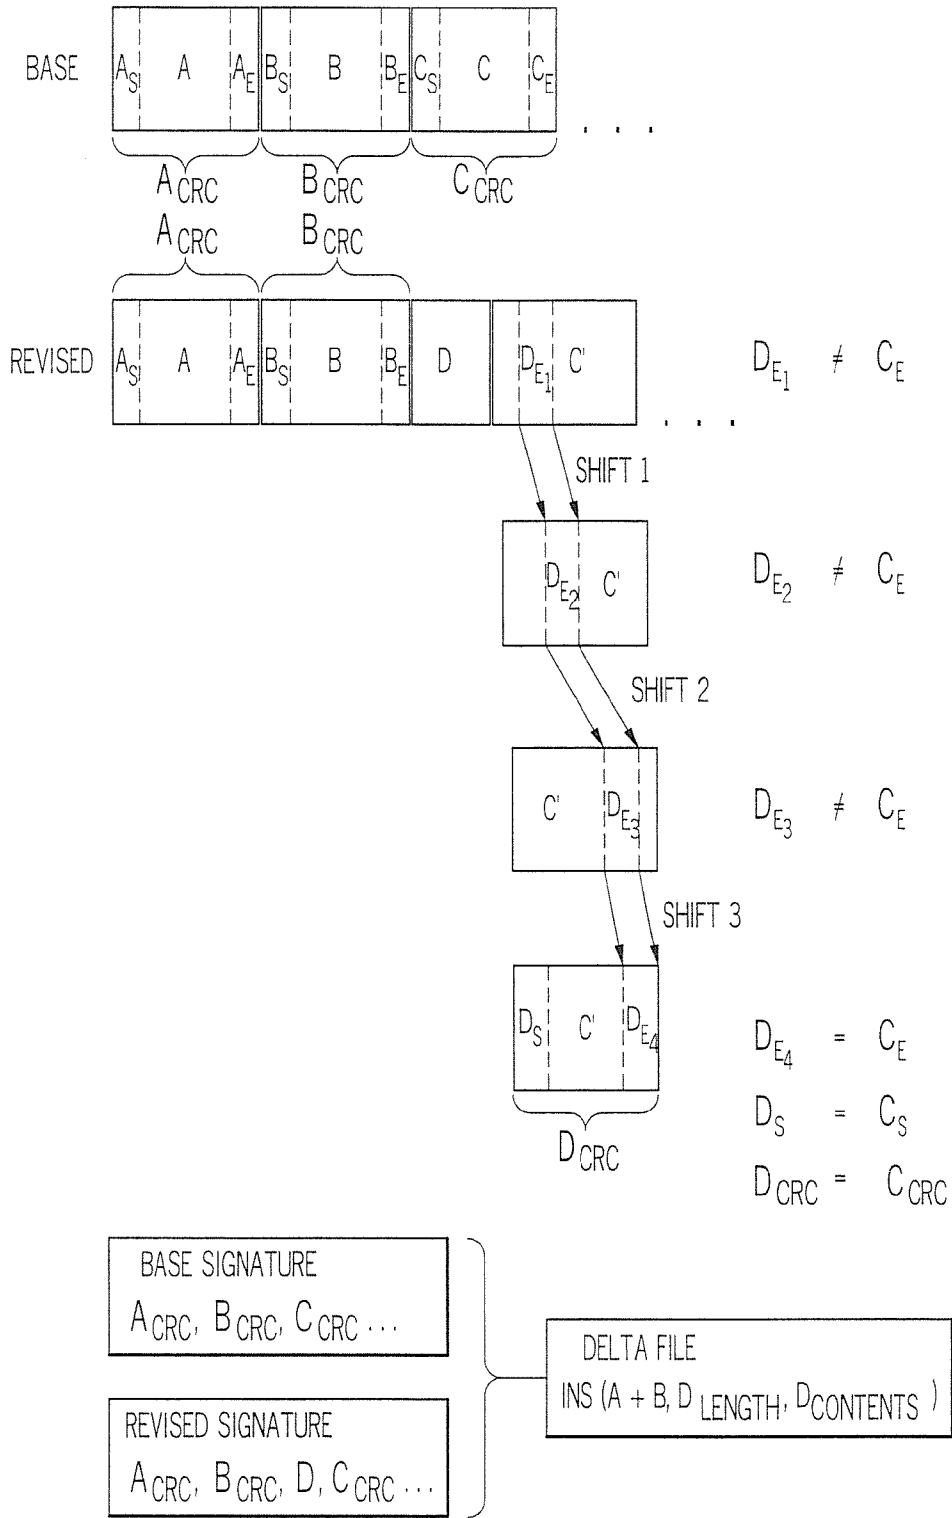 BASE A_S A A_E B_S B B_E C_S C C_E . . .
A_CRC B_CRC C_CRC
A_CRC B_CRC
REVISED A_S A A_E B_S B B_E D D_E1 C' . . . D_E1 ≠ C_E
SHIFT 1
D_E2 C' D_E2 ≠ C_E
SHIFT 2
C' D_E3 D_E3 ≠ C_E
SHIFT 3
D_S C' D_E4 D_E4 = C_E
D_S = C_S
D_CRC D_CRC = C_CRC
BASE SIGNATURE
A_CRC, B_CRC, C_CRC ...
DELTA FILE
INS (A + B, D_LENGTH, D_CONTENTS )
REVISED SIGNATURE
A_CRC, B_CRC, D, C_CRC ...